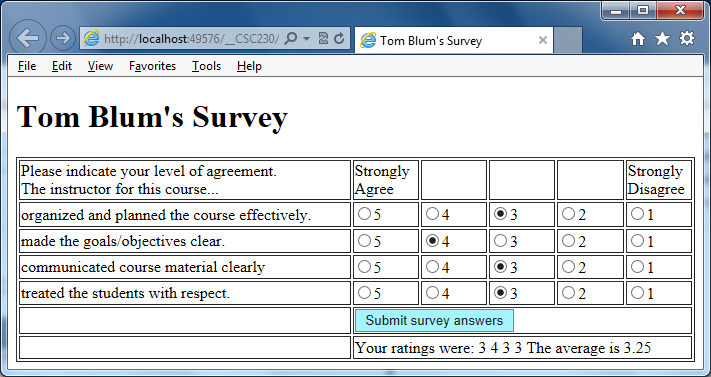 http://localhost:49576/__CSC230/
Tom Blum's Survey
File Edit View Favorites Tools Help
Tom Blum's Survey
Please indicate your level of agreement.
The instructor for this course...
Strongly
Agree
Strongly
Disagree
organized and planned the course effectively. 5 4 3 2 1
made the goals/objectives clear. 5 4 3 2 1
communicated course material clearly 5 4 3 2 1
treated the students with respect. 5 4 3 2 1
Submit survey answers
Your ratings were: 3 4 3 3 The average is 3.25